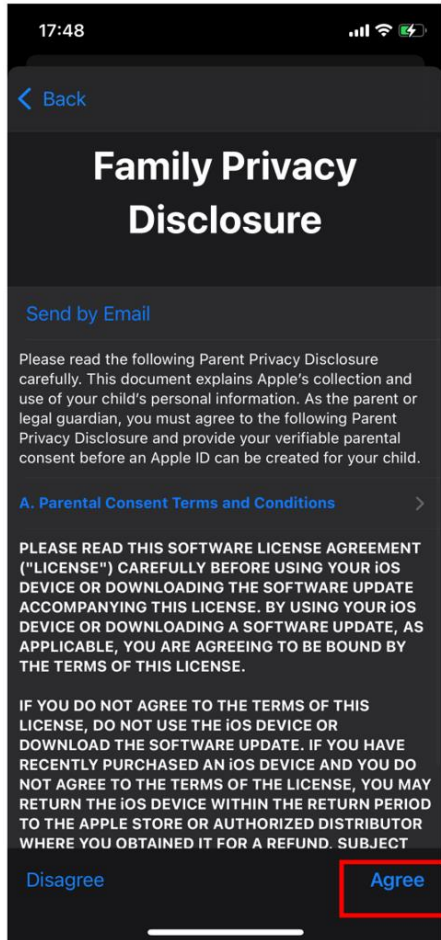 17:48
Back
Family Privacy
Disclosure
Send by Email
Please read the following Parent Privacy Disclosure
carefully. This document explains Apple's collection and
use of your child's personal information. As the parent or
legal guardian, you must agree to the following Parent
Privacy Disclosure and provide your verifiable parental
consent before an Apple ID can be created for your child.
A. Parental Consent Terms and Conditions
PLEASE READ THIS SOFTWARE LICENSE AGREEMENT
("LICENSE") CAREFULLY BEFORE USING YOUR iOS
DEVICE OR DOWNLOADING THE SOFTWARE UPDATE
ACCOMPANYING THIS LICENSE. BY USING YOUR iOS
DEVICE OR DOWNLOADING A SOFTWARE UPDATE, AS
APPLICABLE, YOU ARE AGREEING TO BE BOUND BY
THE TERMS OF THIS LICENSE.
IF YOU DO NOT AGREE TO THE TERMS OF THIS
LICENSE, DO NOT USE THE iOS DEVICE OR
DOWNLOAD THE SOFTWARE UPDATE. IF YOU HAVE
RECENTLY PURCHASED AN iOS DEVICE AND YOU DO
NOT AGREE TO THE TERMS OF THE LICENSE, YOU MAY
RETURN THE iOS DEVICE WITHIN THE RETURN PERIOD
TO THE APPLE STORE OR AUTHORIZED DISTRIBUTOR
WHERE YOU OBTAINED IT FOR A REFUND, SUBJECT
Disagree
Agree